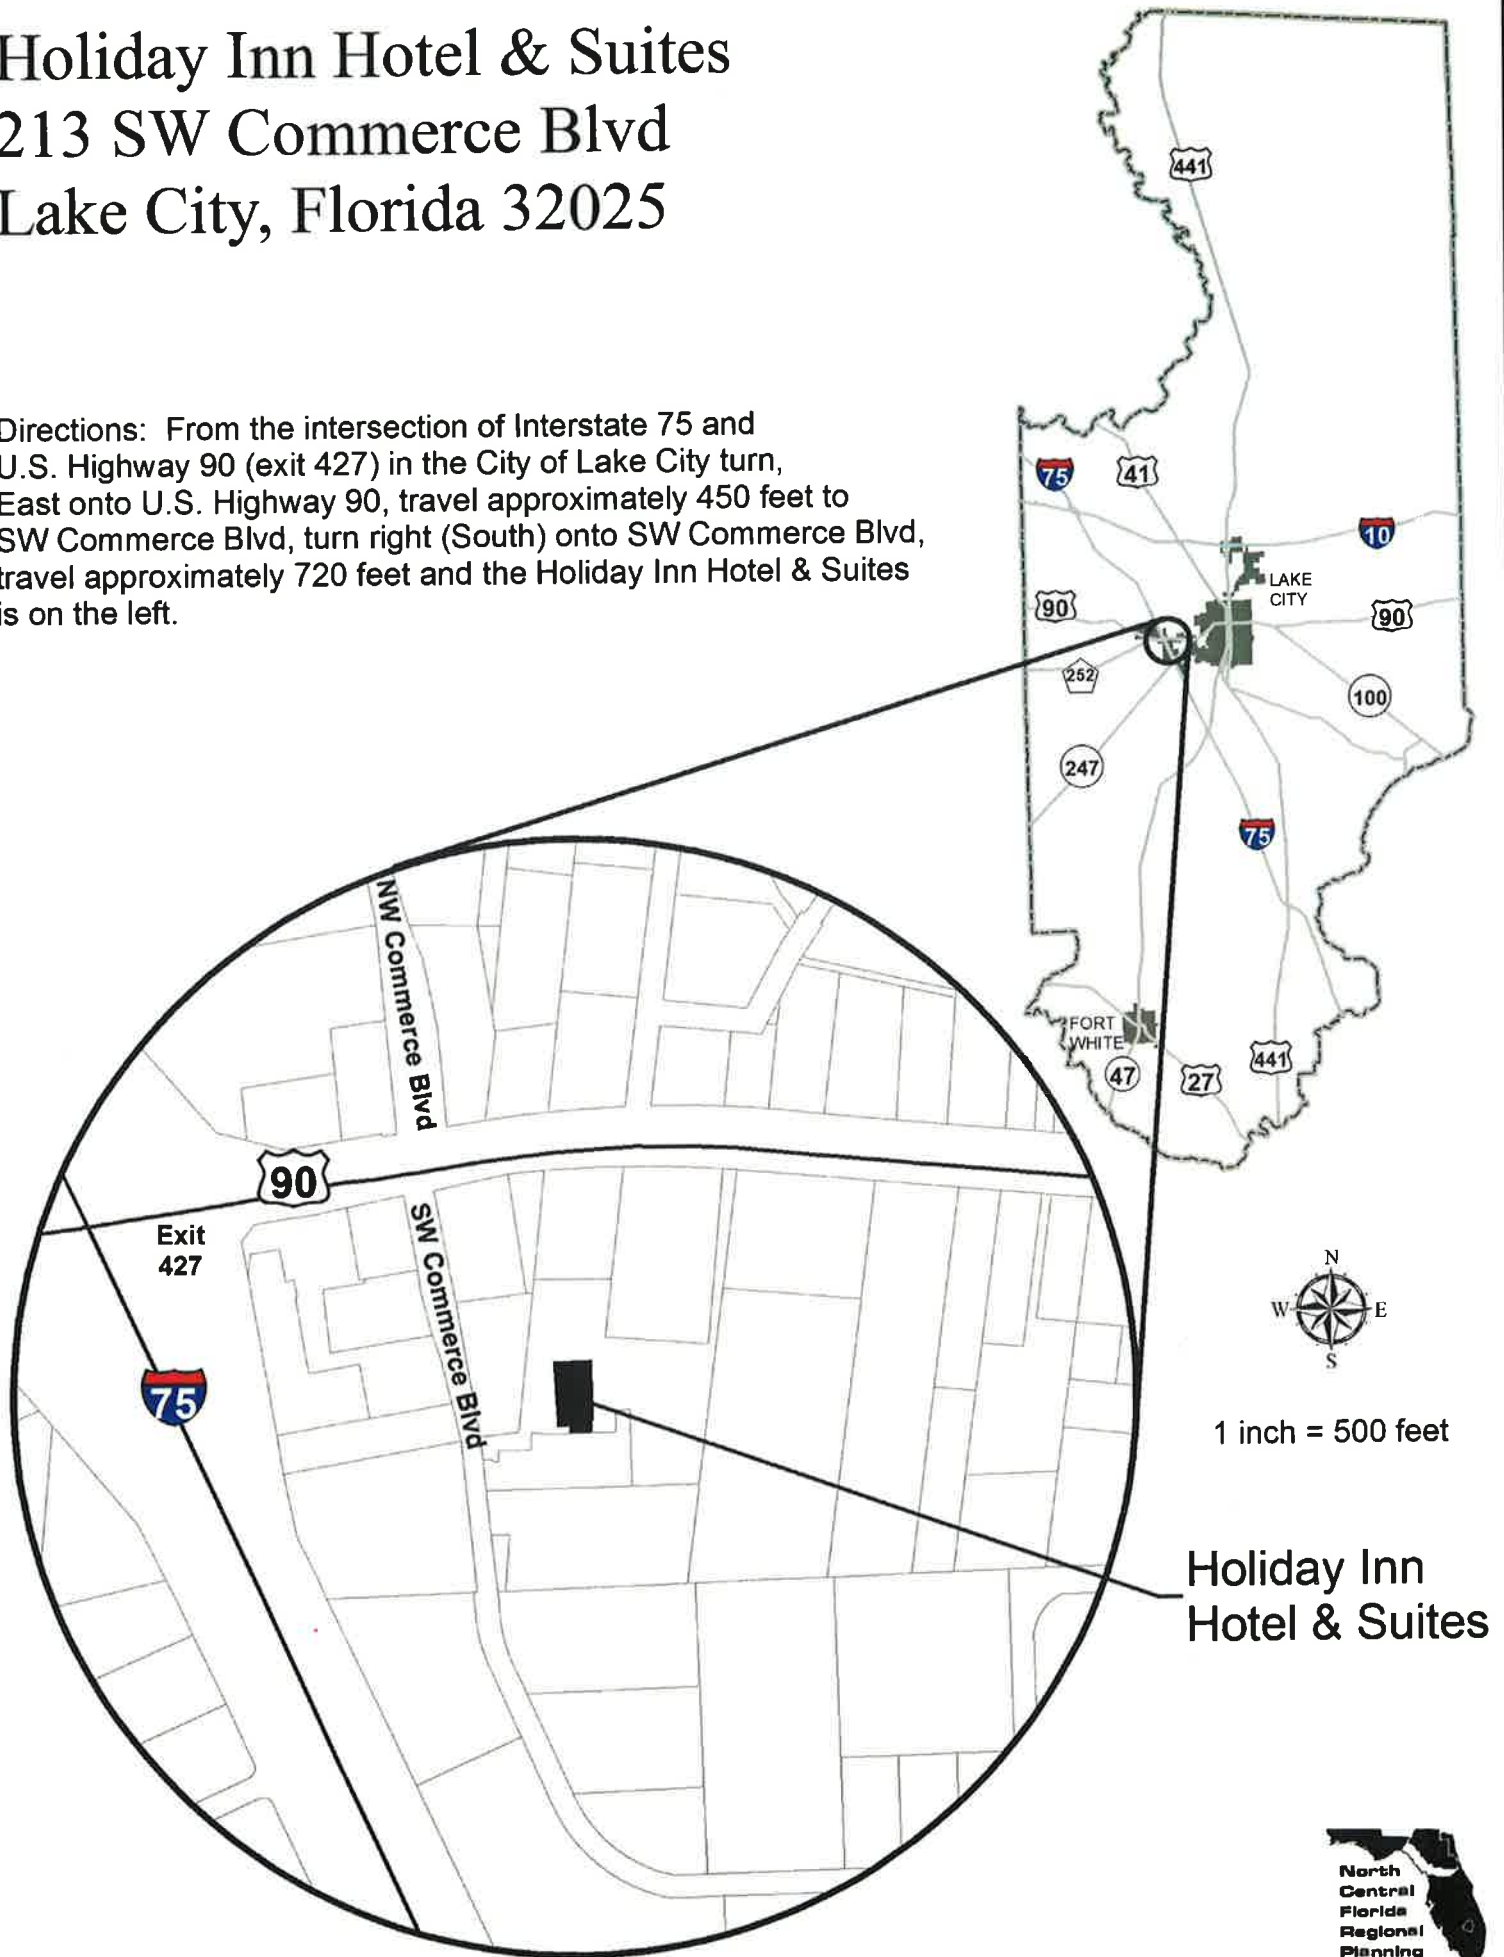 Holiday Inn Hotel & Suites
213 SW Commerce Blvd
Lake City, Florida 32025
Directions: From the intersection of Interstate 75 and
U.S. Highway 90 (exit 427) in the City of Lake City turn,
East onto U.S. Highway 90, travel approximately 450 feet to
SW Commerce Blvd, turn right (South) onto SW Commerce Blvd,
travel approximately 720 feet and the Holiday Inn Hotel & Suites
is on the left.
441
75
41
10
LAKE
CITY
90
90
252
100
247
75
FORT
WHITE
47
27
441
NW Commerce Blvd
90
Exit
427
SW Commerce Blvd
75
N
W
E
S
1 inch = 500 feet
Holiday Inn
Hotel & Suites
North
Central
Florida
Regional
Planning